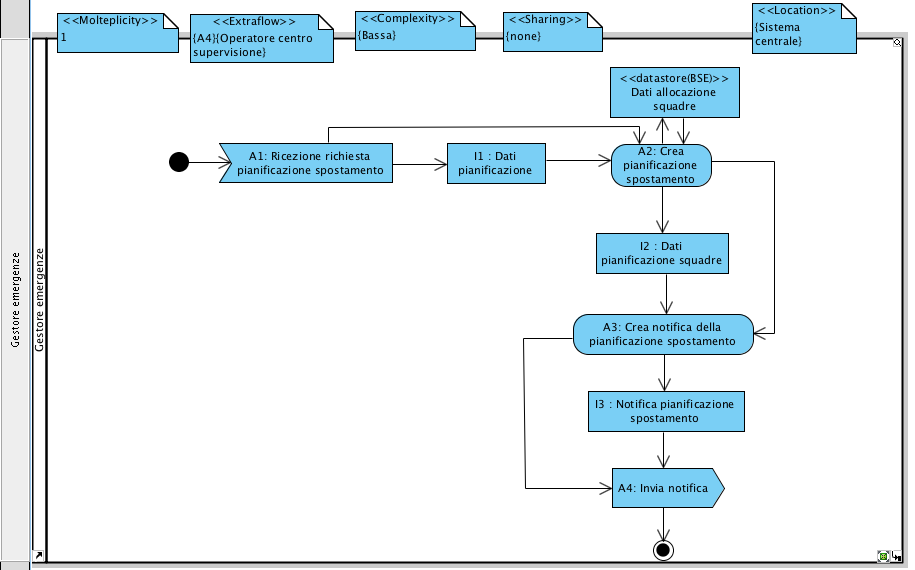 <<Molteplicity>>
1
<<Extraflow>>
{A4}{Operatore centro
supervisione}
<<Complexity>>
{Bassa}
<<Sharing>>
{none}
<<Location>>
{Sistema
centrale}
Gestore emergenze
Gestore emergenze
<<datastore(BSE)>>
Dati allocazione
squadre
A1: Ricezione richiesta
pianificazione spostamento
I1 : Dati
pianificazione
A2: Crea
pianificazione
spostamento
I2 : Dati
pianificazione squadre
A3: Crea notifica della
pianificazione spostamento
I3 : Notifica pianificazione
spostamento
A4: Invia notifica